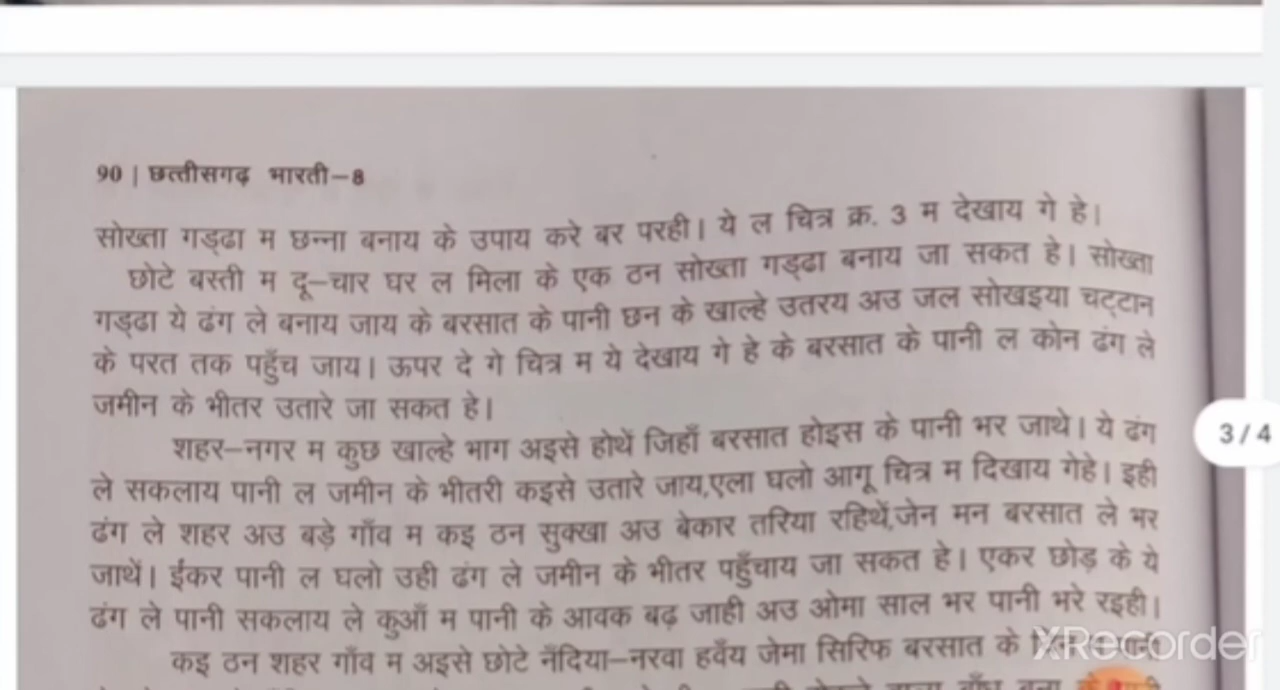 90 | छत्तीसगढ़ भारती–8
सोख्ता गड्ढा म छन्ना बनाय के उपाय करे बर परही। ये ल चित्र क्र. 3 म देखाय गे हे।
छोटे बस्ती म दू–चार घर ल मिला के एक ठन सोख्ता गड्ढा बनाय जा सकत हे। सोख्ता
गड्ढा ये ढंग ले बनाय जाय के बरसात के पानी छन के खाल्हे उतरय अउ जल सोखइया चट्टान
के परत तक पहुँच जाय। ऊपर दे गे चित्र म ये देखाय गे हे के बरसात के पानी ल कोन ढंग ले
जमीन के भीतर उतारे जा सकत हे।
शहर–नगर म कुछ खाल्हे भाग अइसे होथें जिहाँ बरसात होइस के पानी भर जाथे। ये ढंग
ले सकलाय पानी ल जमीन के भीतरी कइसे उतारे जाय,एला घलो आगू चित्र म दिखाय गेहे। इही
ढंग ले शहर अउ बड़े गाँव म कइ ठन सुक्खा अउ बेकार तरिया रहिथें,जेन मन बरसात ले भर
जाथें। ईंकर पानी ल घलो उही ढंग ले जमीन के भीतर पहुँचाय जा सकत हे। एकर छोड़ के ये
ढंग ले पानी सकलाय ले कुआँ म पानी के आवक बढ़ जाही अउ ओमा साल भर पानी भरे रइही।
कइ ठन शहर गाँव म अइसे छोटे नँदिया–नरवा हवँय जेमा सिरिफ बरसात के
3 / 4
XRecorder